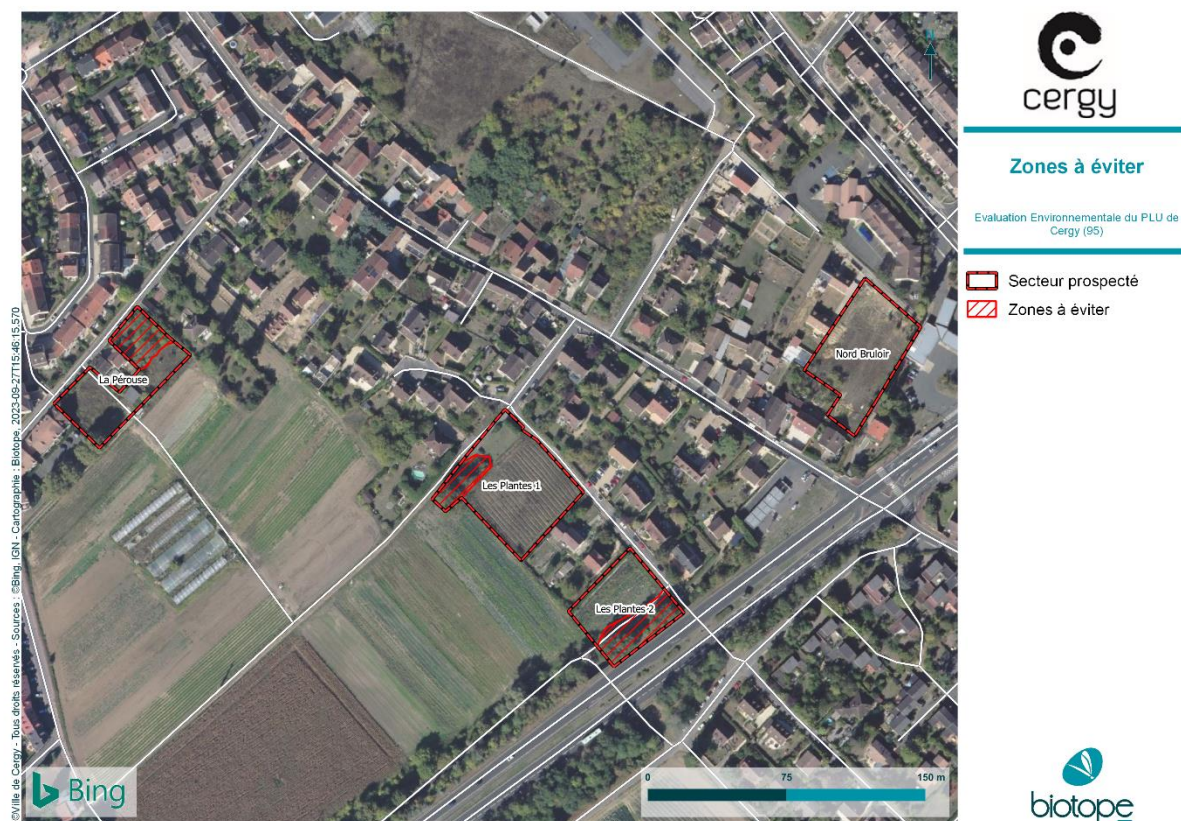 cergy
Zones à éviter
Evaluation Environnementale du PLU de
Cergy (95)
Secteur prospecté
Zones à éviter
N
La Pérouse
Nord Bruloir
Les Plantes 1
Les Plantes 2
©Ville de Cergy - Tous droits réservés - Sources : ©Bing, IGN - Cartographie : Biotope, 2023-09-27T15:46:15.570
Bing
0 75 150 m
biotope